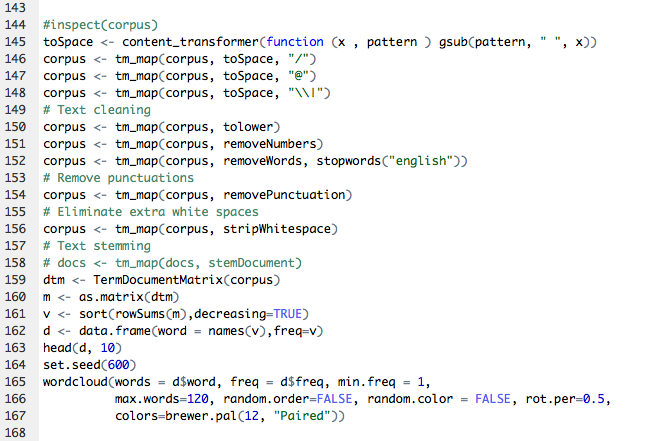 143
144 #inspect(corpus)
145 toSpace <- content_transformer(function (x , pattern ) gsub(pattern, " ", x))
146 corpus <- tm_map(corpus, toSpace, "/")
147 corpus <- tm_map(corpus, toSpace, "@")
148 corpus <- tm_map(corpus, toSpace, "\\|")
149 # Text cleaning
150 corpus <- tm_map(corpus, tolower)
151 corpus <- tm_map(corpus, removeNumbers)
152 corpus <- tm_map(corpus, removeWords, stopwords("english"))
153 # Remove punctuations
154 corpus <- tm_map(corpus, removePunctuation)
155 # Eliminate extra white spaces
156 corpus <- tm_map(corpus, stripWhitespace)
157 # Text stemming
158 # docs <- tm_map(docs, stemDocument)
159 dtm <- TermDocumentMatrix(corpus)
160 m <- as.matrix(dtm)
161 v <- sort(rowSums(m),decreasing=TRUE)
162 d <- data.frame(word = names(v),freq=v)
163 head(d, 10)
164 set.seed(600)
165 wordcloud(words = d$word, freq = d$freq, min.freq = 1,
166 max.words=120, random.order=FALSE, random.color = FALSE, rot.per=0.5,
167 colors=brewer.pal(12, "Paired"))
168